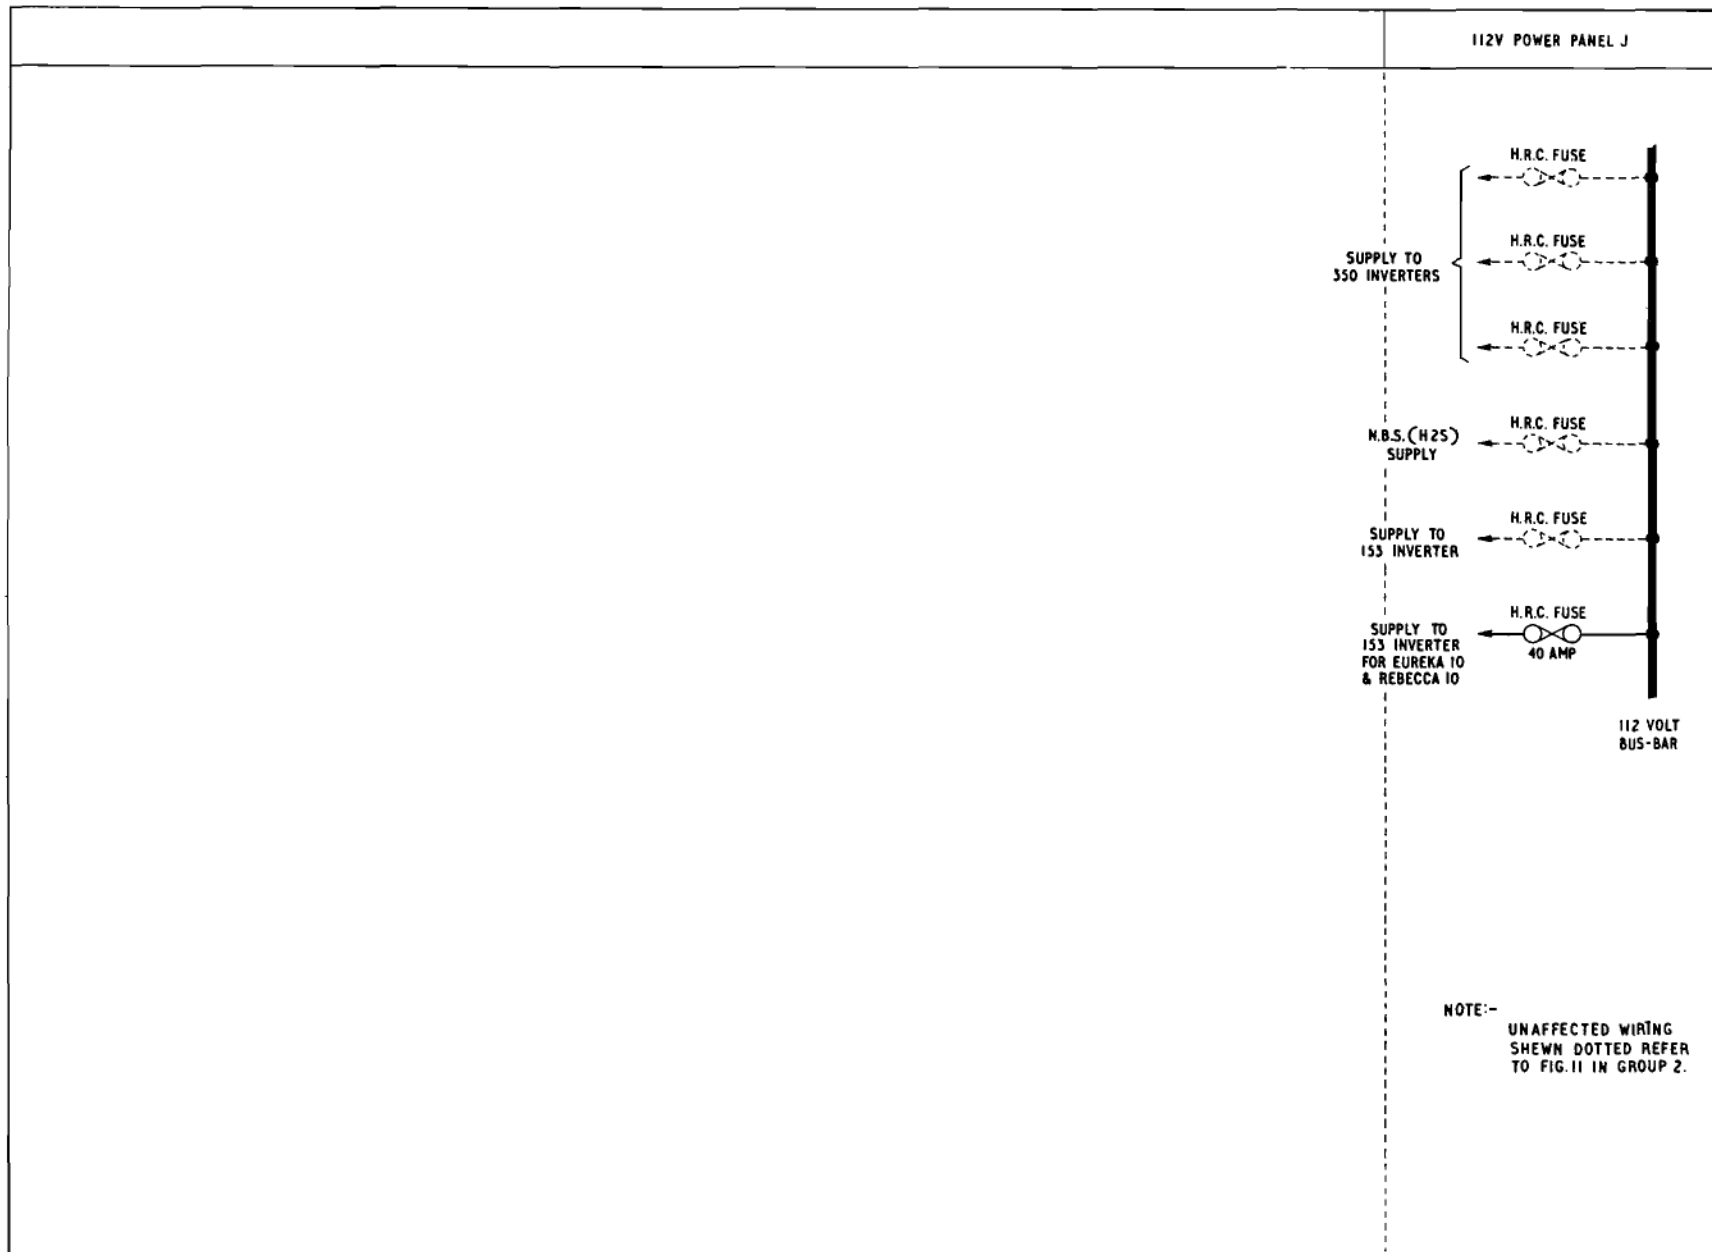 112V POWER PANEL J
H.R.C. FUSE
H.R.C. FUSE
SUPPLY TO
350 INVERTERS
H.R.C. FUSE
H.R.C. FUSE
N.B.S. (H2S)
SUPPLY
H.R.C. FUSE
SUPPLY TO
153 INVERTER
H.R.C. FUSE
40 AMP
SUPPLY TO
153 INVERTER
FOR EUREKA 10
& REBECCA 10
112 VOLT
BUS-BAR
NOTE:-
UNAFFECTED WIRING
SHEWN DOTTED REFER
TO FIG. 11 IN GROUP 2.